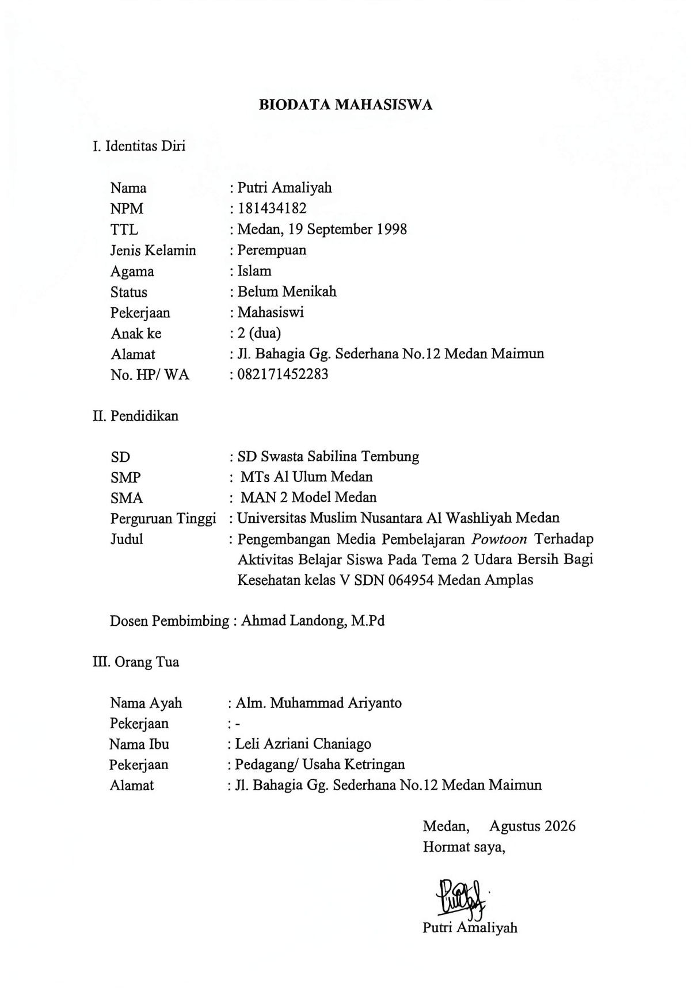 BIODATA MAHASISWA
I. Identitas Diri
Nama : Putri Amaliyah
NPM : 181434182
TTL : Medan, 19 September 1998
Jenis Kelamin : Perempuan
Agama : Islam
Status : Belum Menikah
Pekerjaan : Mahasiswi
Anak ke : 2 (dua)
Alamat : Jl. Bahagia Gg. Sederhana No.12 Medan Maimun
No. HP/ WA : 082171452283
II. Pendidikan
SD : SD Swasta Sabilina Tembung
SMP : MTs Al Ulum Medan
SMA : MAN 2 Model Medan
Perguruan Tinggi : Universitas Muslim Nusantara Al Washliyah Medan
Judul : Pengembangan Media Pembelajaran Powtoon Terhadap
Aktivitas Belajar Siswa Pada Tema 2 Udara Bersih Bagi
Kesehatan kelas V SDN 064954 Medan Amplas
Dosen Pembimbing : Ahmad Landong, M.Pd
III. Orang Tua
Nama Ayah : Alm. Muhammad Ariyanto
Pekerjaan : -
Nama Ibu : Leli Azriani Chaniago
Pekerjaan : Pedagang/ Usaha Ketringan
Alamat : Jl. Bahagia Gg. Sederhana No.12 Medan Maimun
Medan, Agustus 2026
Hormat saya,
Putri Amaliyah